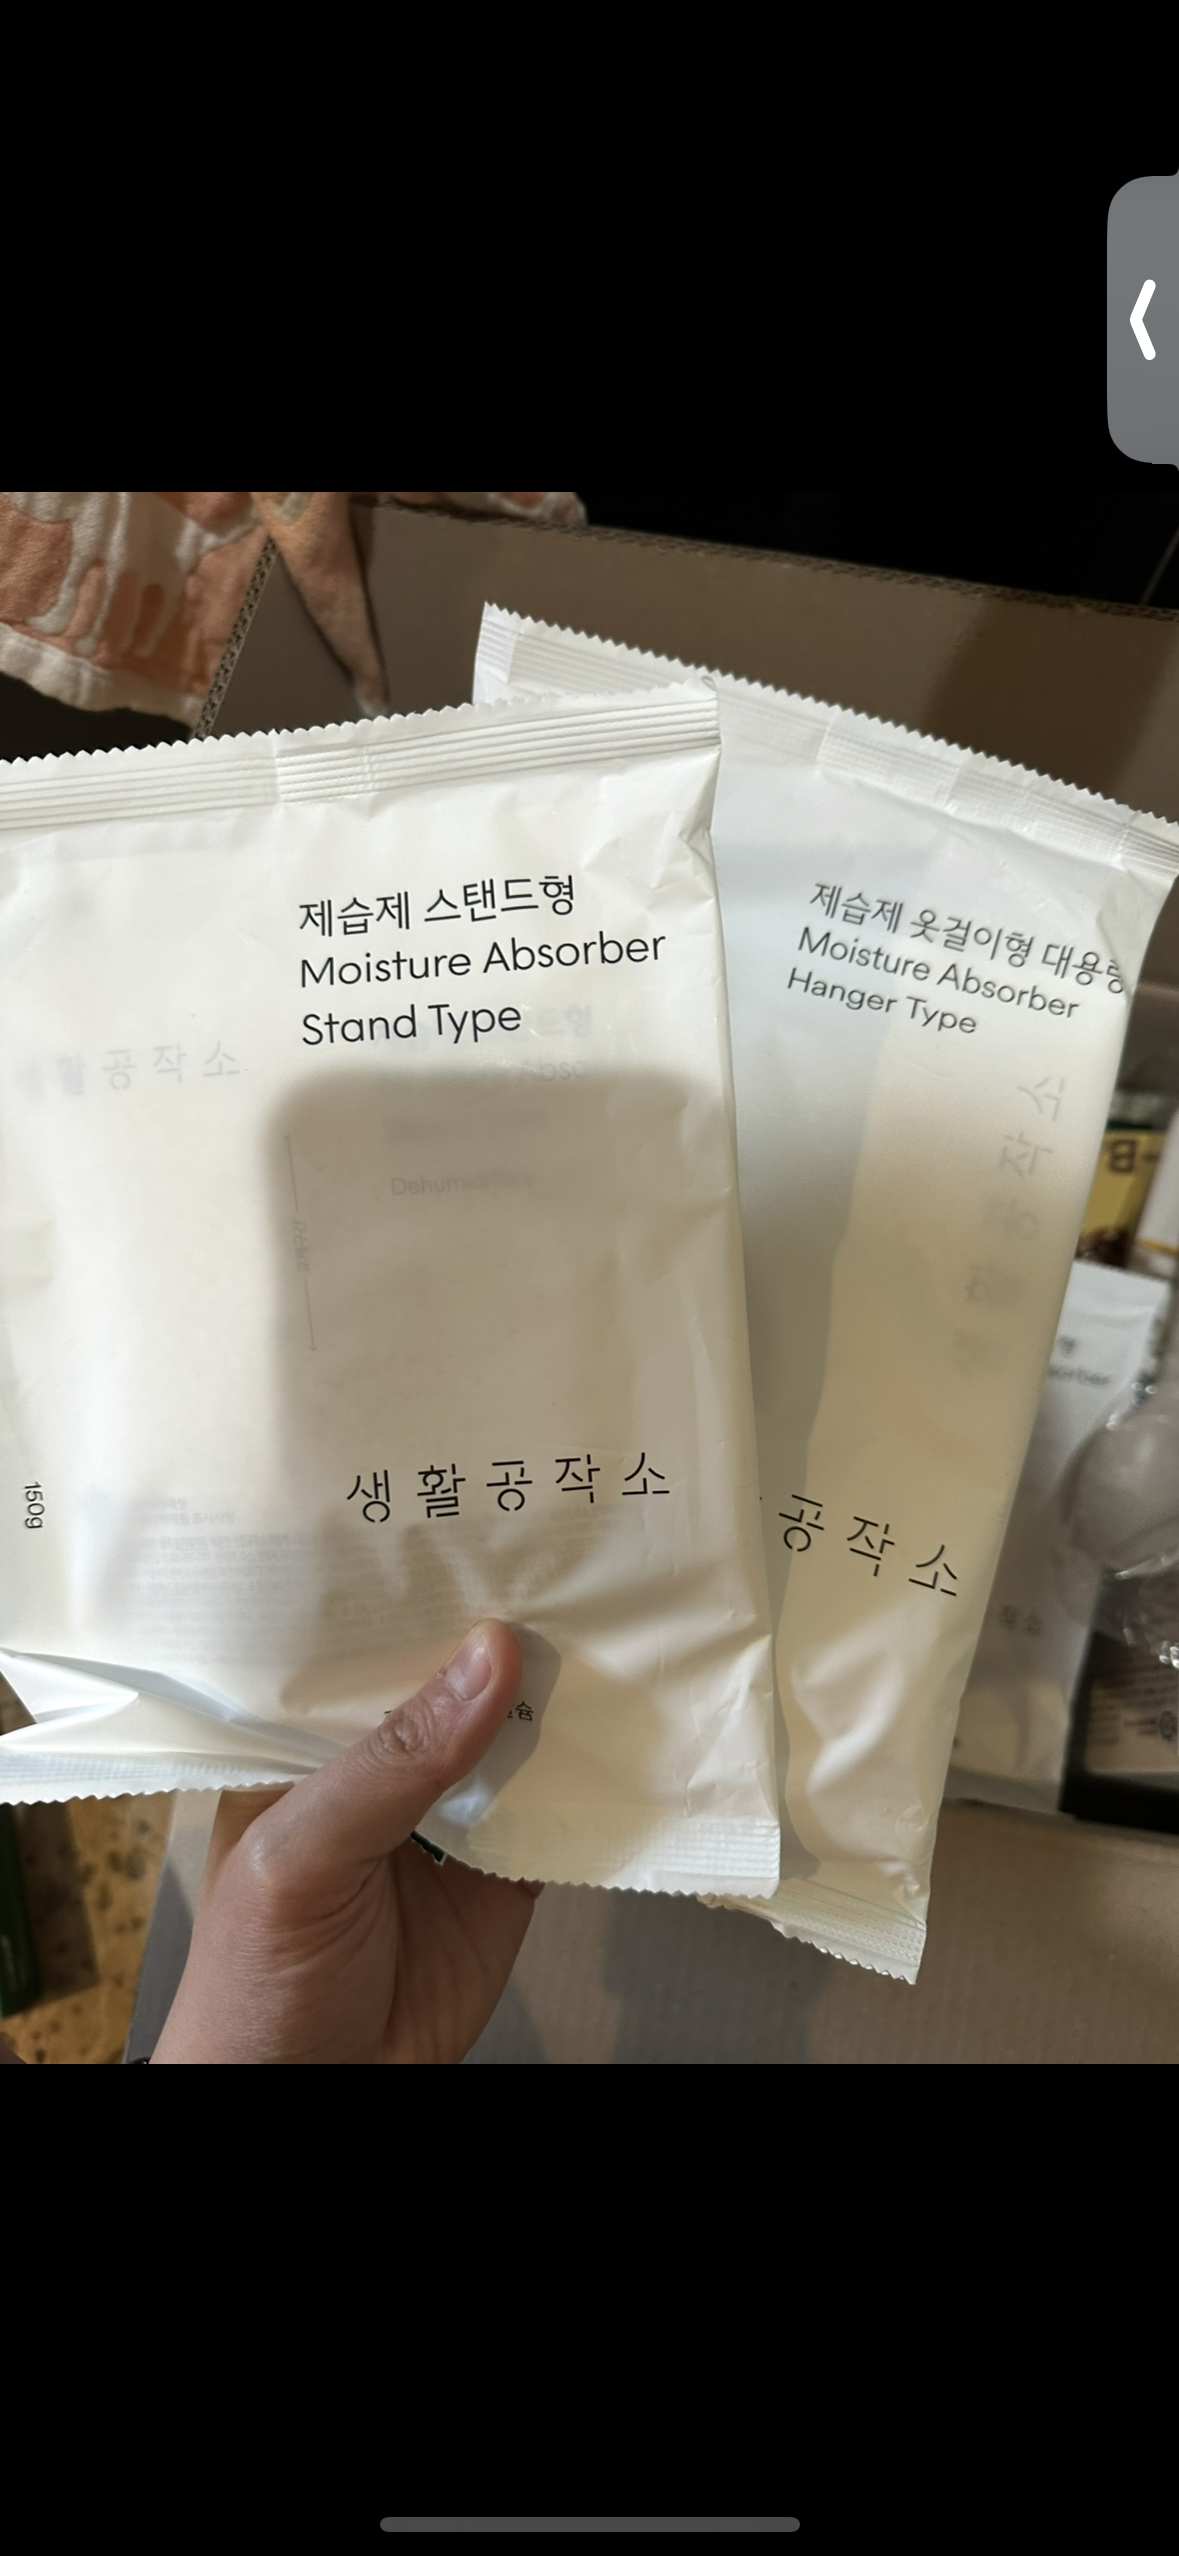 제습제 스탠드형
Moisture Absorber
Stand Type
생활공작소
150g
제습제 옷걸이형 대용량
Moisture Absorber
Hanger Type
공작소